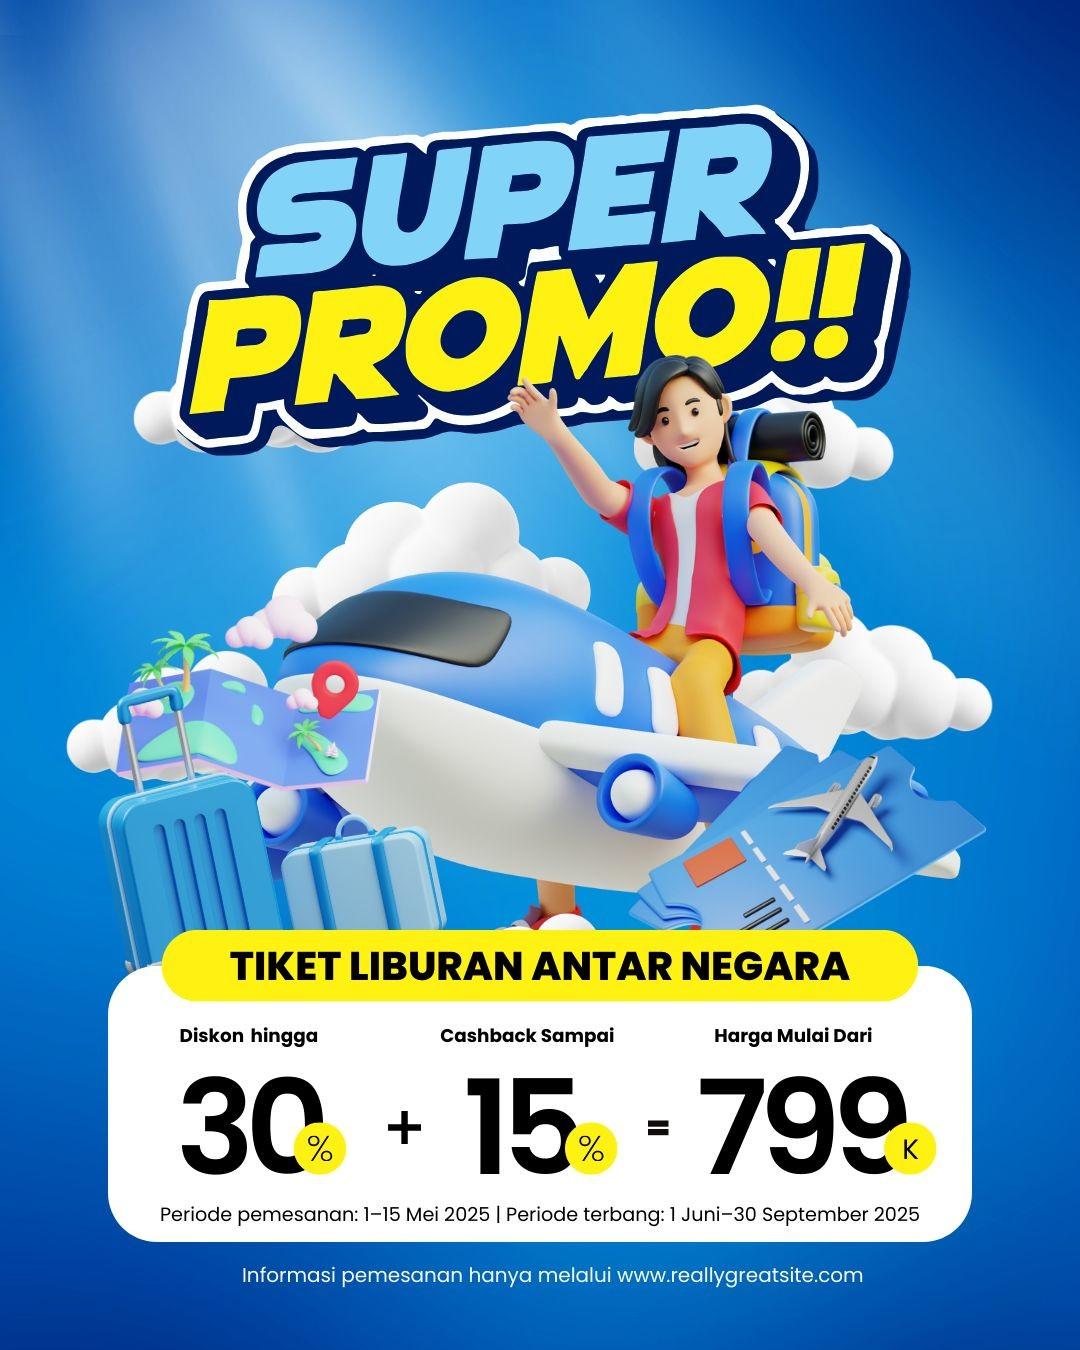 SUPER
PROMO!!
TIKET LIBURAN ANTAR NEGARA
Diskon hingga
Cashback Sampai
Harga Mulai Dari
30% + 15% = 799K
Periode pemesanan: 1–15 Mei 2025 | Periode terbang: 1 Juni–30 September 2025
Informasi pemesanan hanya melalui www.reallygreatsite.com